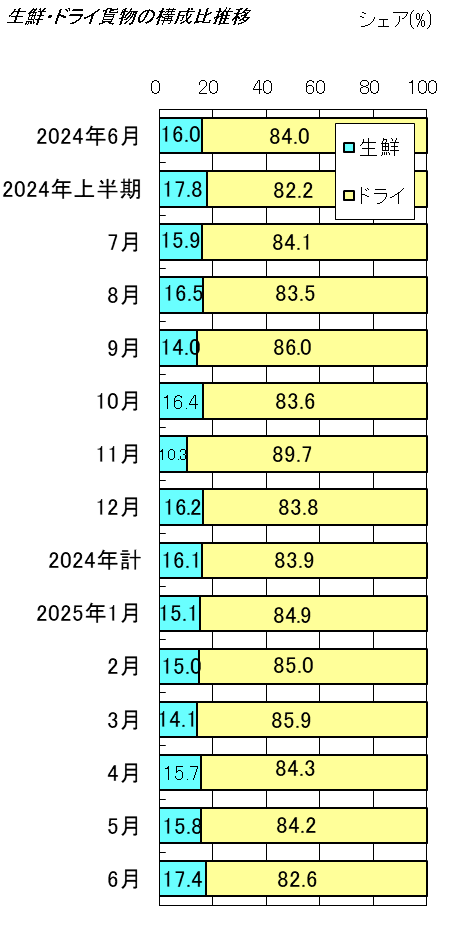 生鮮・ドライ貨物の構成比推移
シェア(%)
0 20 40 60 80 100
2024年6月 16.0 84.0
生鮮
2024年上半期 17.8 82.2
ドライ
7月 15.9 84.1
8月 16.5 83.5
9月 14.0 86.0
10月 16.4 83.6
11月 10.3 89.7
12月 16.2 83.8
2024年計 16.1 83.9
2025年1月 15.1 84.9
2月 15.0 85.0
3月 14.1 85.9
4月 15.7 84.3
5月 15.8 84.2
6月 17.4 82.6